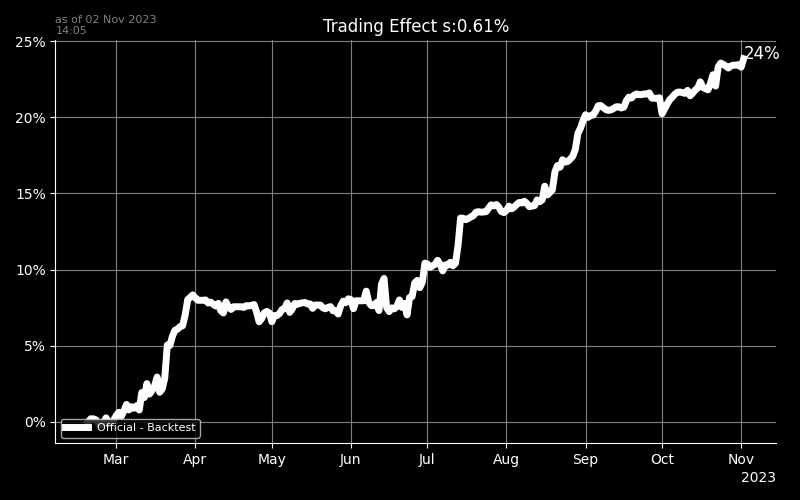 as of 02 Nov 2023
14:05
Trading Effect s:0.61%
25%
24%
20%
15%
10%
5%
0%
Official - Backtest
Mar Apr May Jun Jul Aug Sep Oct Nov
2023